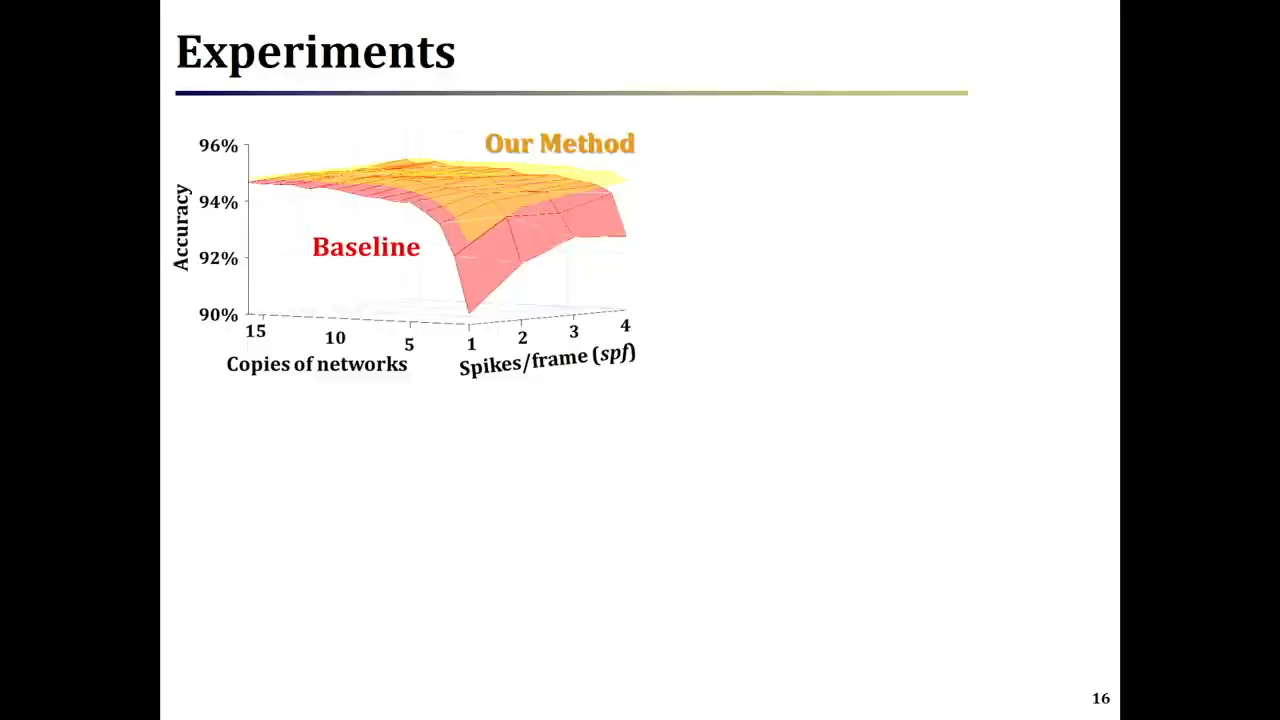 Experiments
Our Method
96%
94%
92%
90%
Accuracy
Baseline
15
10
5
1
2
3
4
Copies of networks
Spikes/frame (spf)
16